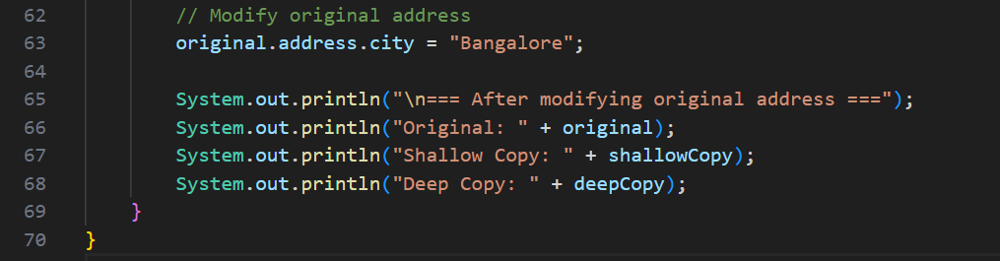 62 // Modify original address
63 original.address.city = "Bangalore";
64
65 System.out.println("\n=== After modifying original address ===");
66 System.out.println("Original: " + original);
67 System.out.println("Shallow Copy: " + shallowCopy);
68 System.out.println("Deep Copy: " + deepCopy);
69 }
70 }